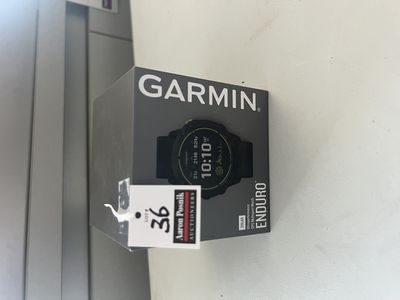 GARMIN
10:10
ENDURO
LOT #
36
Aaron Posnik
AUCTIONEERS